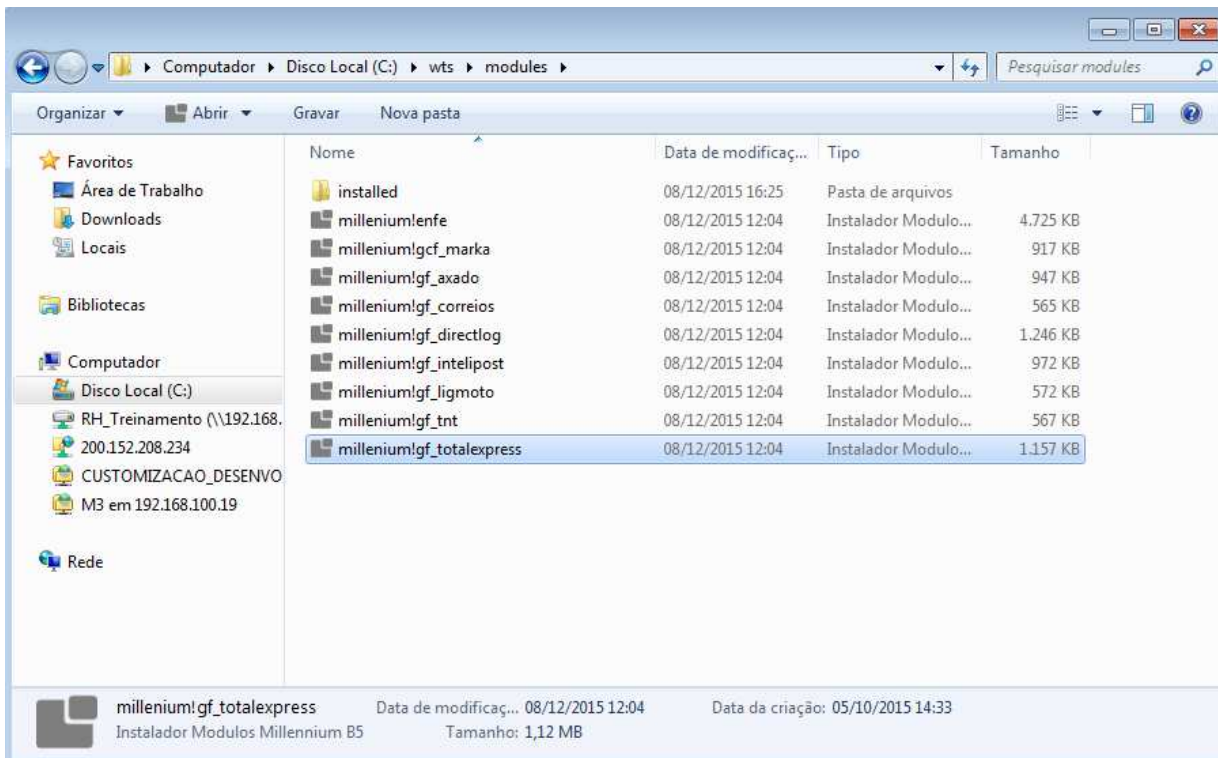 Computador Disco Local (C:) wts modules Pesquisar modules
Organizar Abrir Gravar Nova pasta
Favoritos
Área de Trabalho
Downloads
Locais
Bibliotecas
Computador
Disco Local (C:)
RH_Treinamento (\\192.168.
200.152.208.234
CUSTOMIZACAO_DESENVO
M3 em 192.168.100.19
Rede
Nome Data de modificaç... Tipo Tamanho
installed 08/12/2015 16:25 Pasta de arquivos
millenium!enfe 08/12/2015 12:04 Instalador Modulo... 4.725 KB
millenium!gcf_marka 08/12/2015 12:04 Instalador Modulo... 917 KB
millenium!gf_axado 08/12/2015 12:04 Instalador Modulo... 947 KB
millenium!gf_correios 08/12/2015 12:04 Instalador Modulo... 565 KB
millenium!gf_directlog 08/12/2015 12:04 Instalador Modulo... 1.246 KB
millenium!gf_intelipost 08/12/2015 12:04 Instalador Modulo... 972 KB
millenium!gf_ligmoto 08/12/2015 12:04 Instalador Modulo... 572 KB
millenium!gf_tnt 08/12/2015 12:04 Instalador Modulo... 567 KB
millenium!gf_totalexpress 08/12/2015 12:04 Instalador Modulo... 1.157 KB
millenium!gf_totalexpress Data de modificaç... 08/12/2015 12:04 Data da criação: 05/10/2015 14:33
Instalador Modulos Millennium B5 Tamanho: 1,12 MB